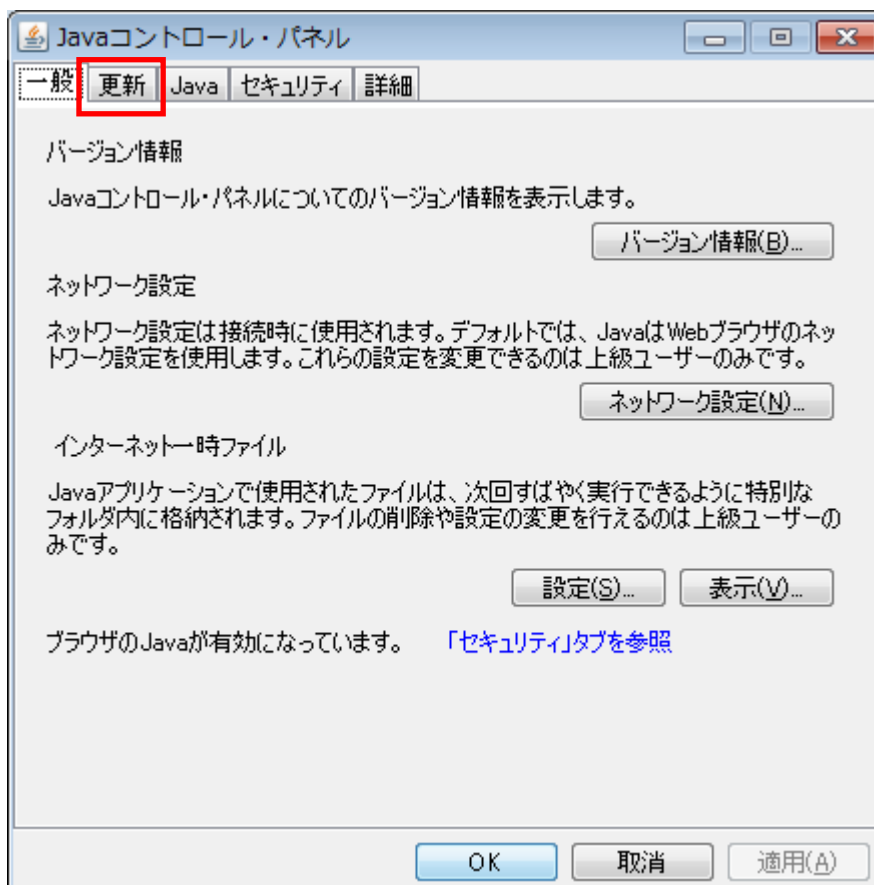 Javaコントロール・パネル
一般 更新 Java セキュリティ 詳細
バージョン情報
Javaコントロール・パネルについてのバージョン情報を表示します。
バージョン情報(B)...
ネットワーク設定
ネットワーク設定は接続時に使用されます。デフォルトでは、JavaはWebブラウザのネッ
トワーク設定を使用します。これらの設定を変更できるのは上級ユーザーのみです。
ネットワーク設定(N)...
インターネット一時ファイル
Javaアプリケーションで使用されたファイルは、次回すばやく実行できるように特別な
フォルダ内に格納されます。ファイルの削除や設定の変更を行えるのは上級ユーザーの
みです。
設定(S)... 表示(V)...
ブラウザのJavaが有効になっています。 「セキュリティ」タブを参照
OK 取消 適用(A)